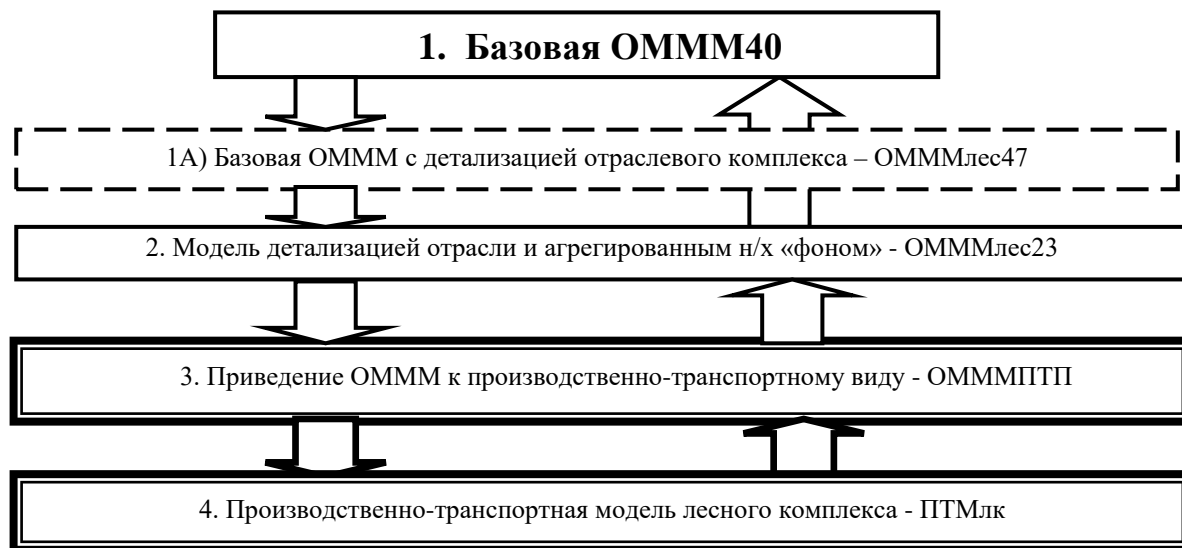 1. Базовая ОМММ40
1А) Базовая ОМММ с детализацией отраслевого комплекса – ОМММлес47
2. Модель детализацией отрасли и агрегированным н/х «фоном» - ОМММлес23
3. Приведение ОМММ к производственно-транспортному виду - ОМММПТП
4. Производственно-транспортная модель лесного комплекса - ПТМлк